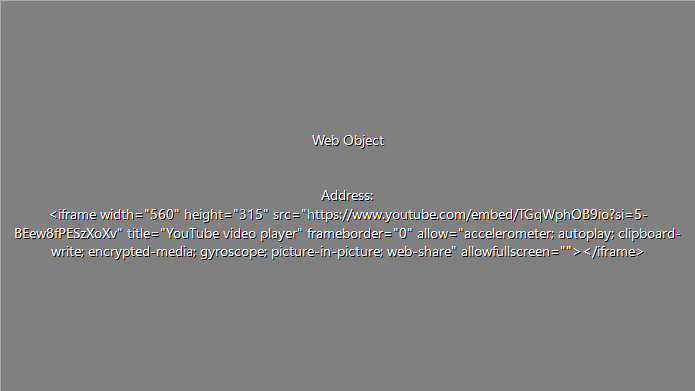 Web Object
Address:
<iframe width="560" height="315" src="https://www.youtube.com/embed/TGqWphOB9io?si=5-
BEew8fPESzXoXv" title="YouTube video player" frameborder="0" allow="accelerometer; autoplay; clipboard-
write; encrypted-media; gyroscope; picture-in-picture; web-share" allowfullscreen=""></iframe>